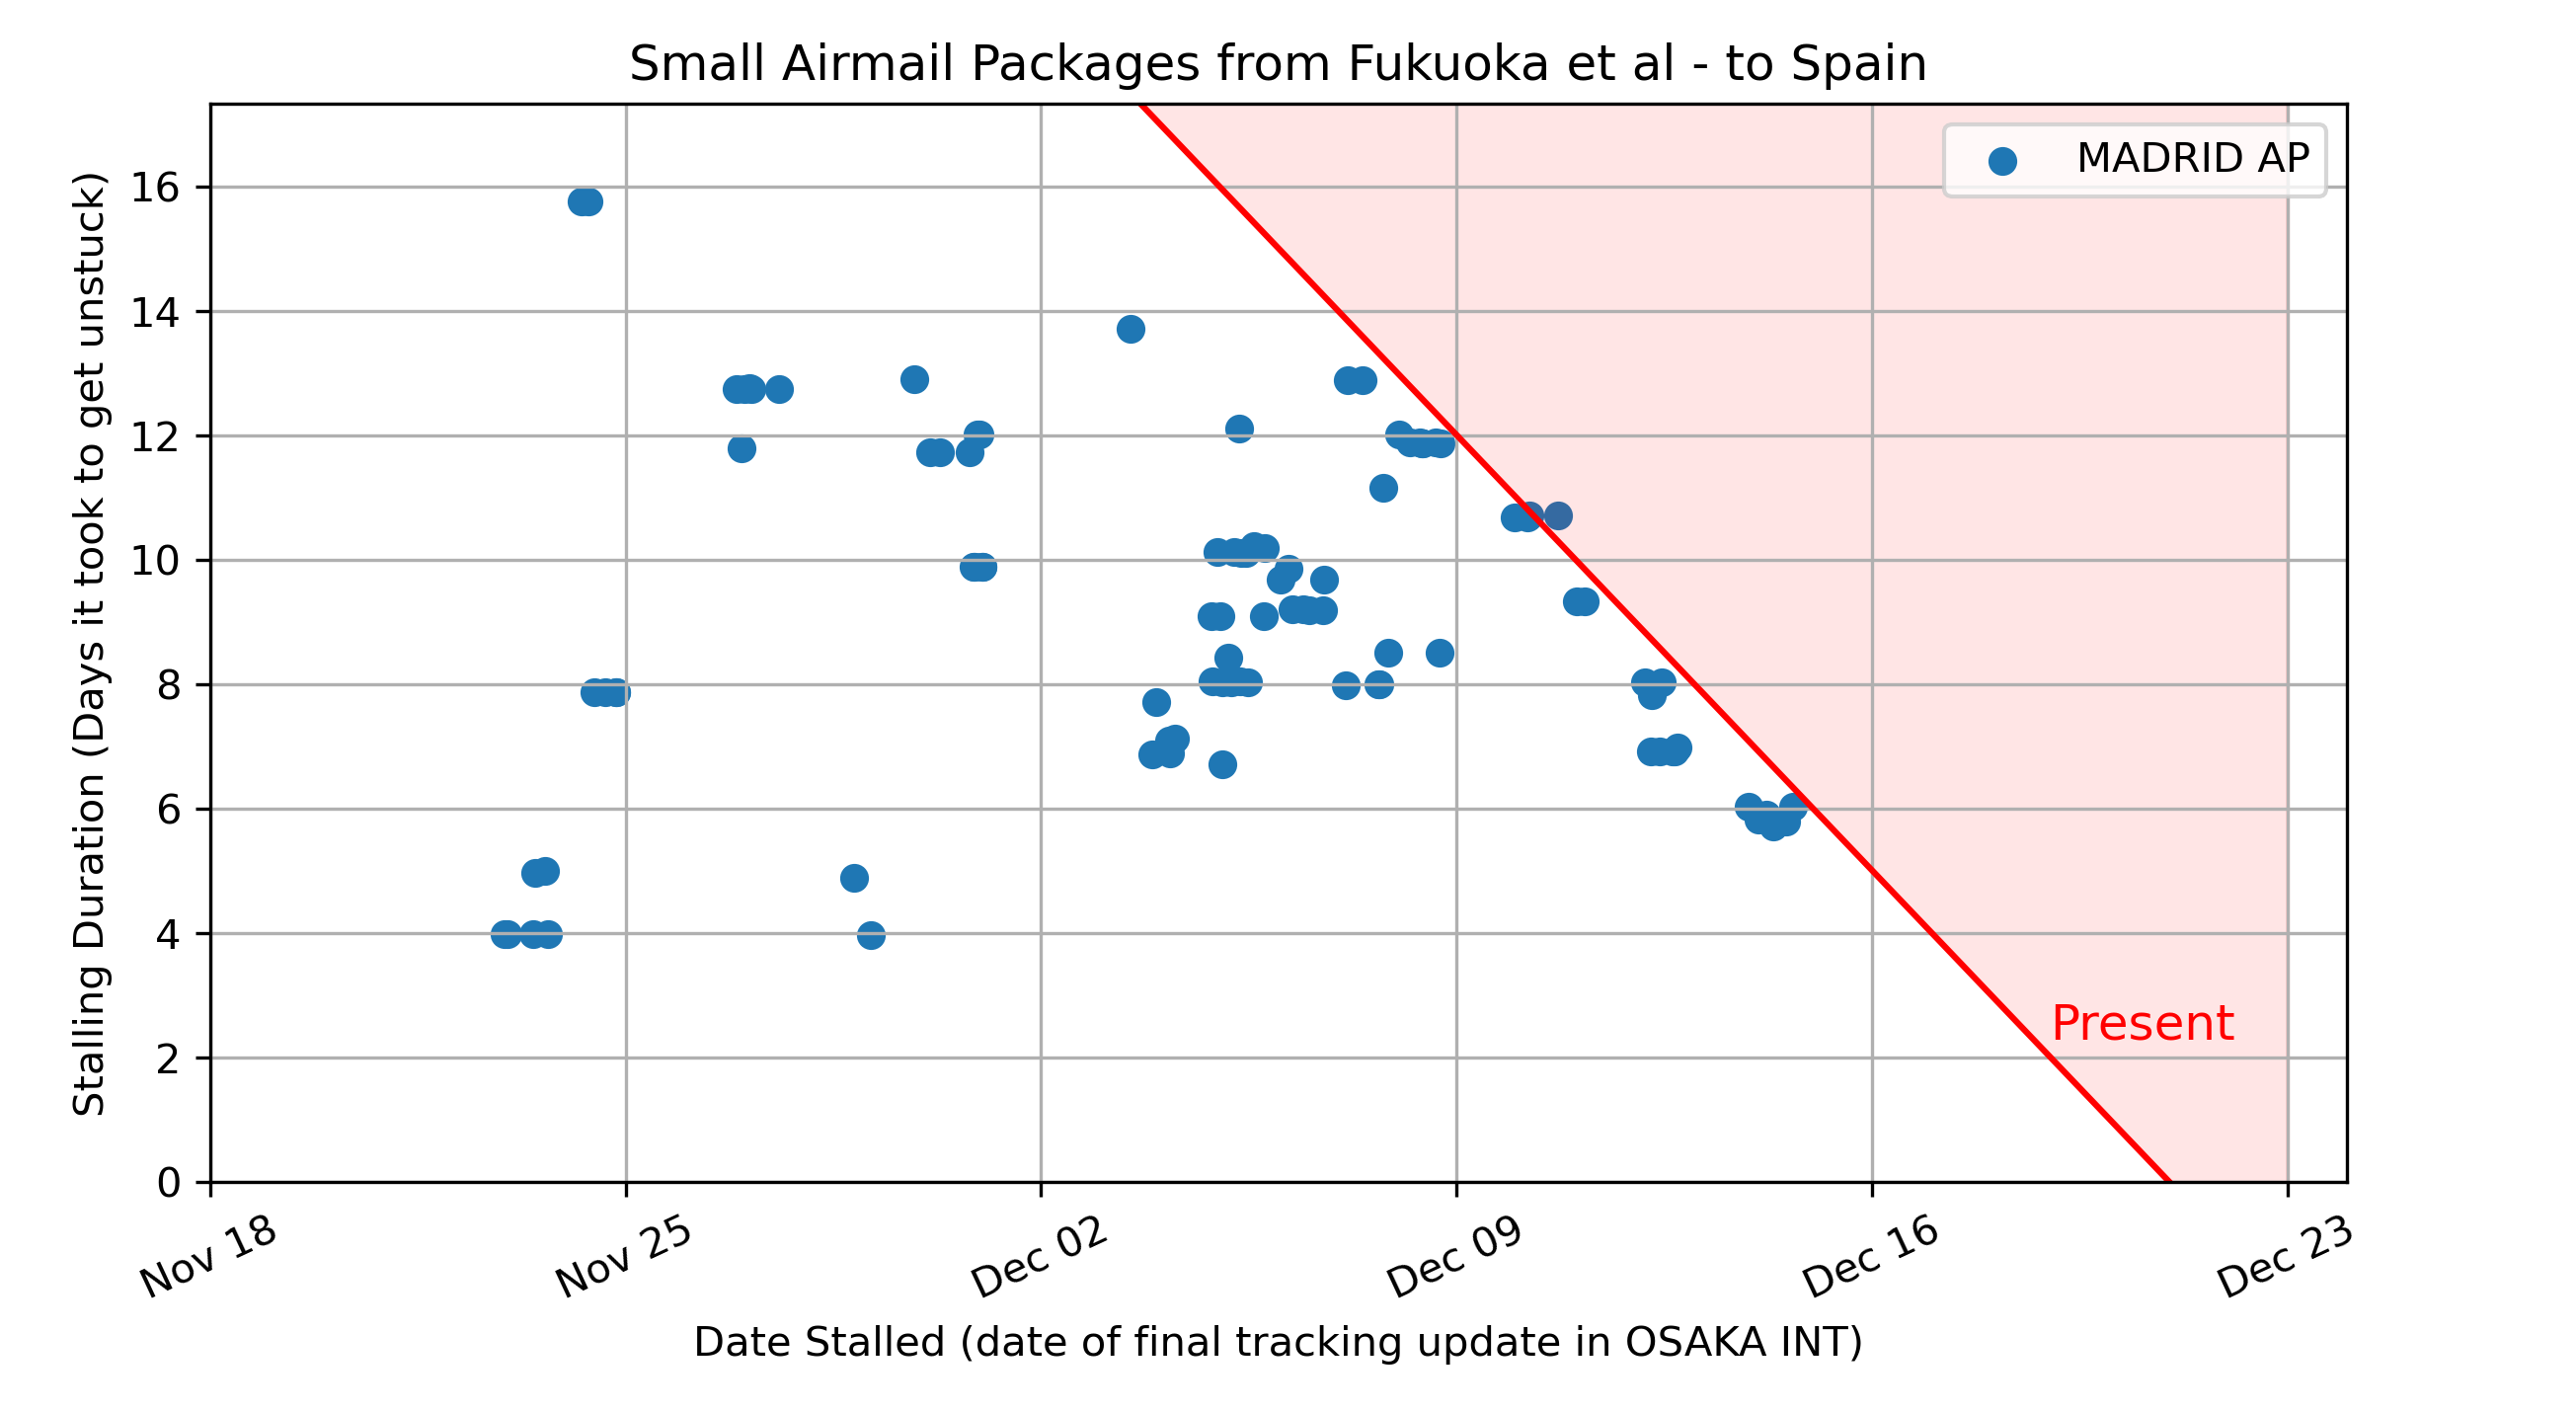 Small Airmail Packages from Fukuoka et al - to Spain
MADRID AP
Stalling Duration (Days it took to get unstuck)
16
14
12
10
8
6
4
2
0
Present
Nov 18
Nov 25
Dec 02
Dec 09
Dec 16
Dec 23
Date Stalled (date of final tracking update in OSAKA INT)